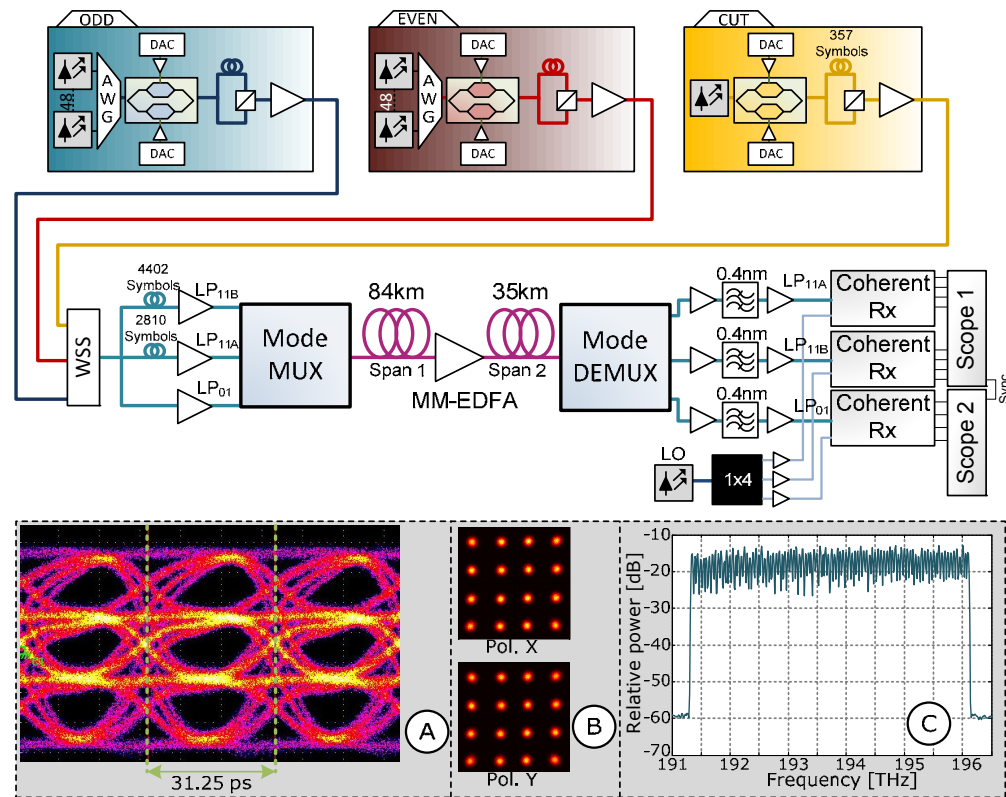 ODD
EVEN
CUT
DAC
DAC
DAC
357
Symbols
48
AWG
48
AWG
DAC
DAC
DAC
4402
Symbols
LP11B
2810
Symbols
LP11A
LP01
WSS
Mode
MUX
84km
Span 1
MM-EDFA
35km
Span 2
Mode
DEMUX
0.4nm
LP11A
Coherent
Rx
0.4nm
LP11B
Coherent
Rx
0.4nm
LP01
Coherent
Rx
Scope 1
Scope 2
LO
1x4
31.25 ps
A
Pol. X
Pol. Y
B
Relative power [dB]
-10
-20
-30
-40
-50
-60
-70
191 192 193 194 195 196
Frequency [THz]
C